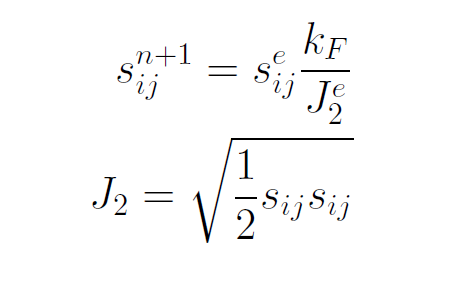 $s_{ij}^{n+1} = s_{ij}^{e} \frac{k_F}{J_2^e}$
$J_2 = \sqrt{\frac{1}{2} s_{ij} s_{ij}}$